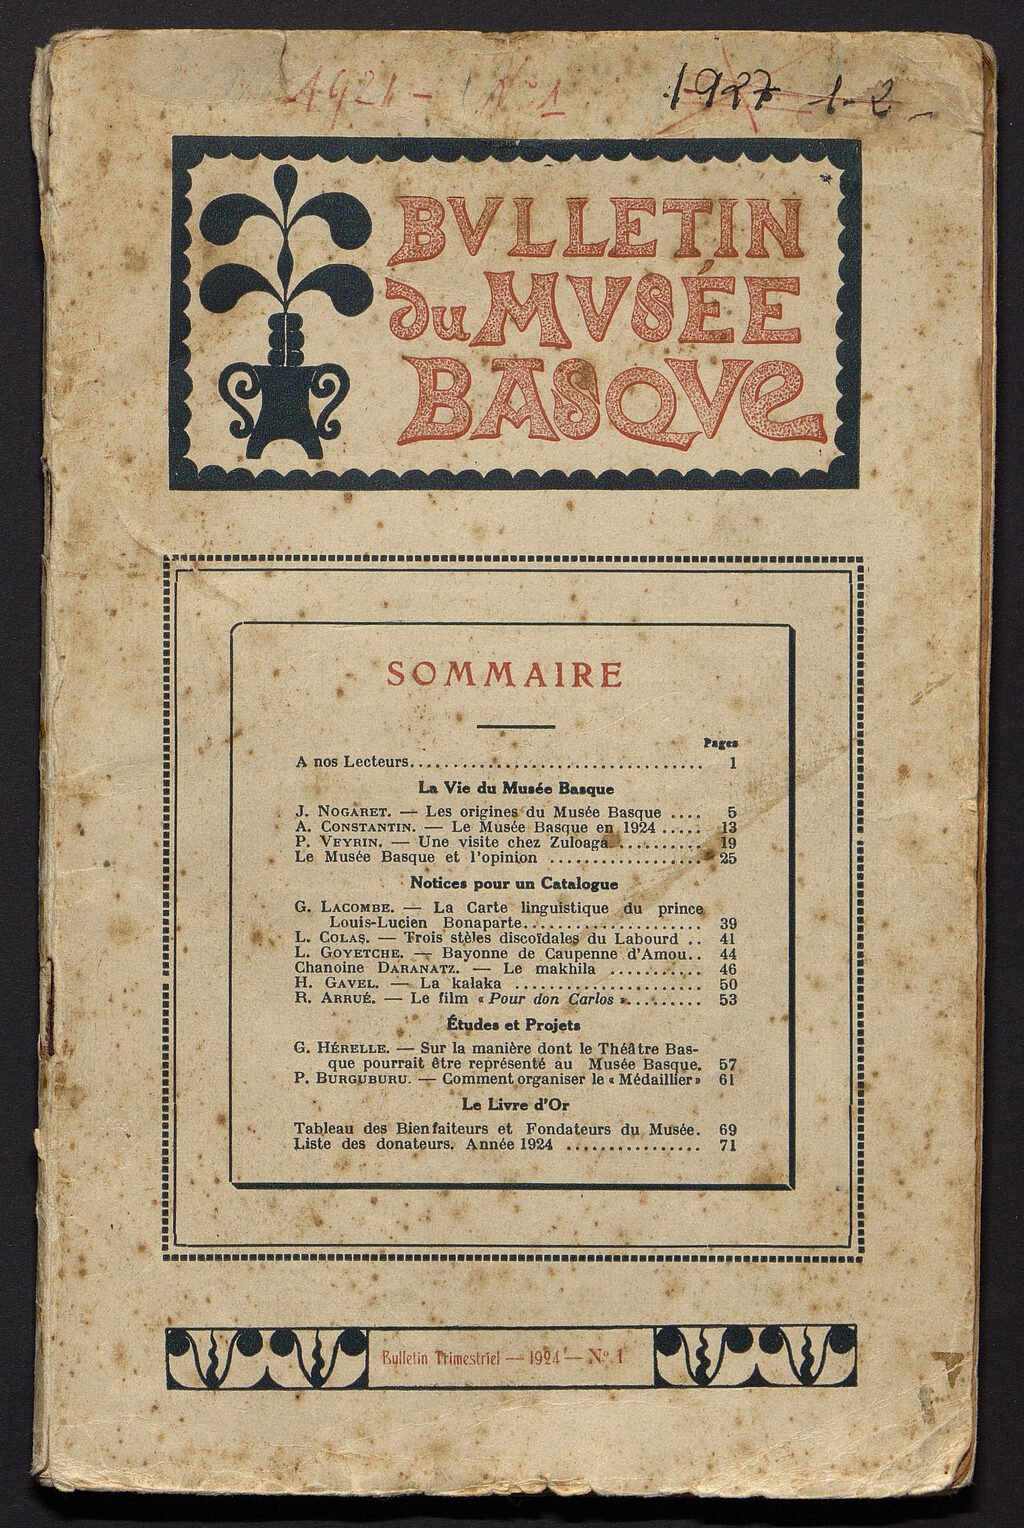 1924 - N° 1
1927 1-2
BVLLETIN
du MVSÉE
BASQVE
SOMMAIRE
Pages
A nos Lecteurs.................................. 1
La Vie du Musée Basque
J. NOGARET. — Les origines du Musée Basque .... 5
A. CONSTANTIN. — Le Musée Basque en 1924 ..... 13
P. VEYRIN. — Une visite chez Zuloaga.......... 19
Le Musée Basque et l'opinion .................. 25
Notices pour un Catalogue
G. LACOMBE. — La Carte linguistique du prince
Louis-Lucien Bonaparte..................... 39
L. COLAS. — Trois stèles discoïdales du Labourd .. 41
L. GOYETCHE. — Bayonne de Caupenne d'Amou.. 44
Chanoine DARANATZ. — Le makhila ........... 46
H. GAVEL. — La kalaka ...................... 50
R. ARRUÉ. — Le film « Pour don Carlos »......... 53
Études et Projets
G. HÉRELLE. — Sur la manière dont le Théâtre Bas-
que pourrait être représenté au Musée Basque. 57
P. BURGUBURU. — Comment organiser le « Médaillier » 61
Le Livre d'Or
Tableau des Bienfaiteurs et Fondateurs du Musée. 69
Liste des donateurs. Année 1924 ................ 71
Bulletin Trimestriel — 1924 — N° 1